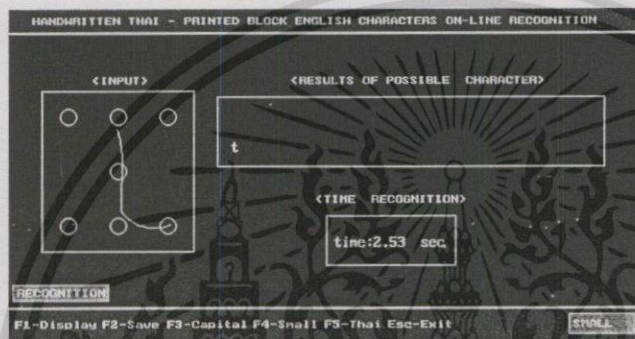 HANDWRITTEN THAI - PRINTED BLOCK ENGLISH CHARACTERS ON-LINE RECOGNITION
<INPUT>
<RESULTS OF POSSIBLE CHARACTER>
t
<TIME RECOGNITION>
time:2.53 sec
RECOGNITION
F1-Display F2-Save F3-Capital F4-Small F5-Thai Esc-Exit
SMALL